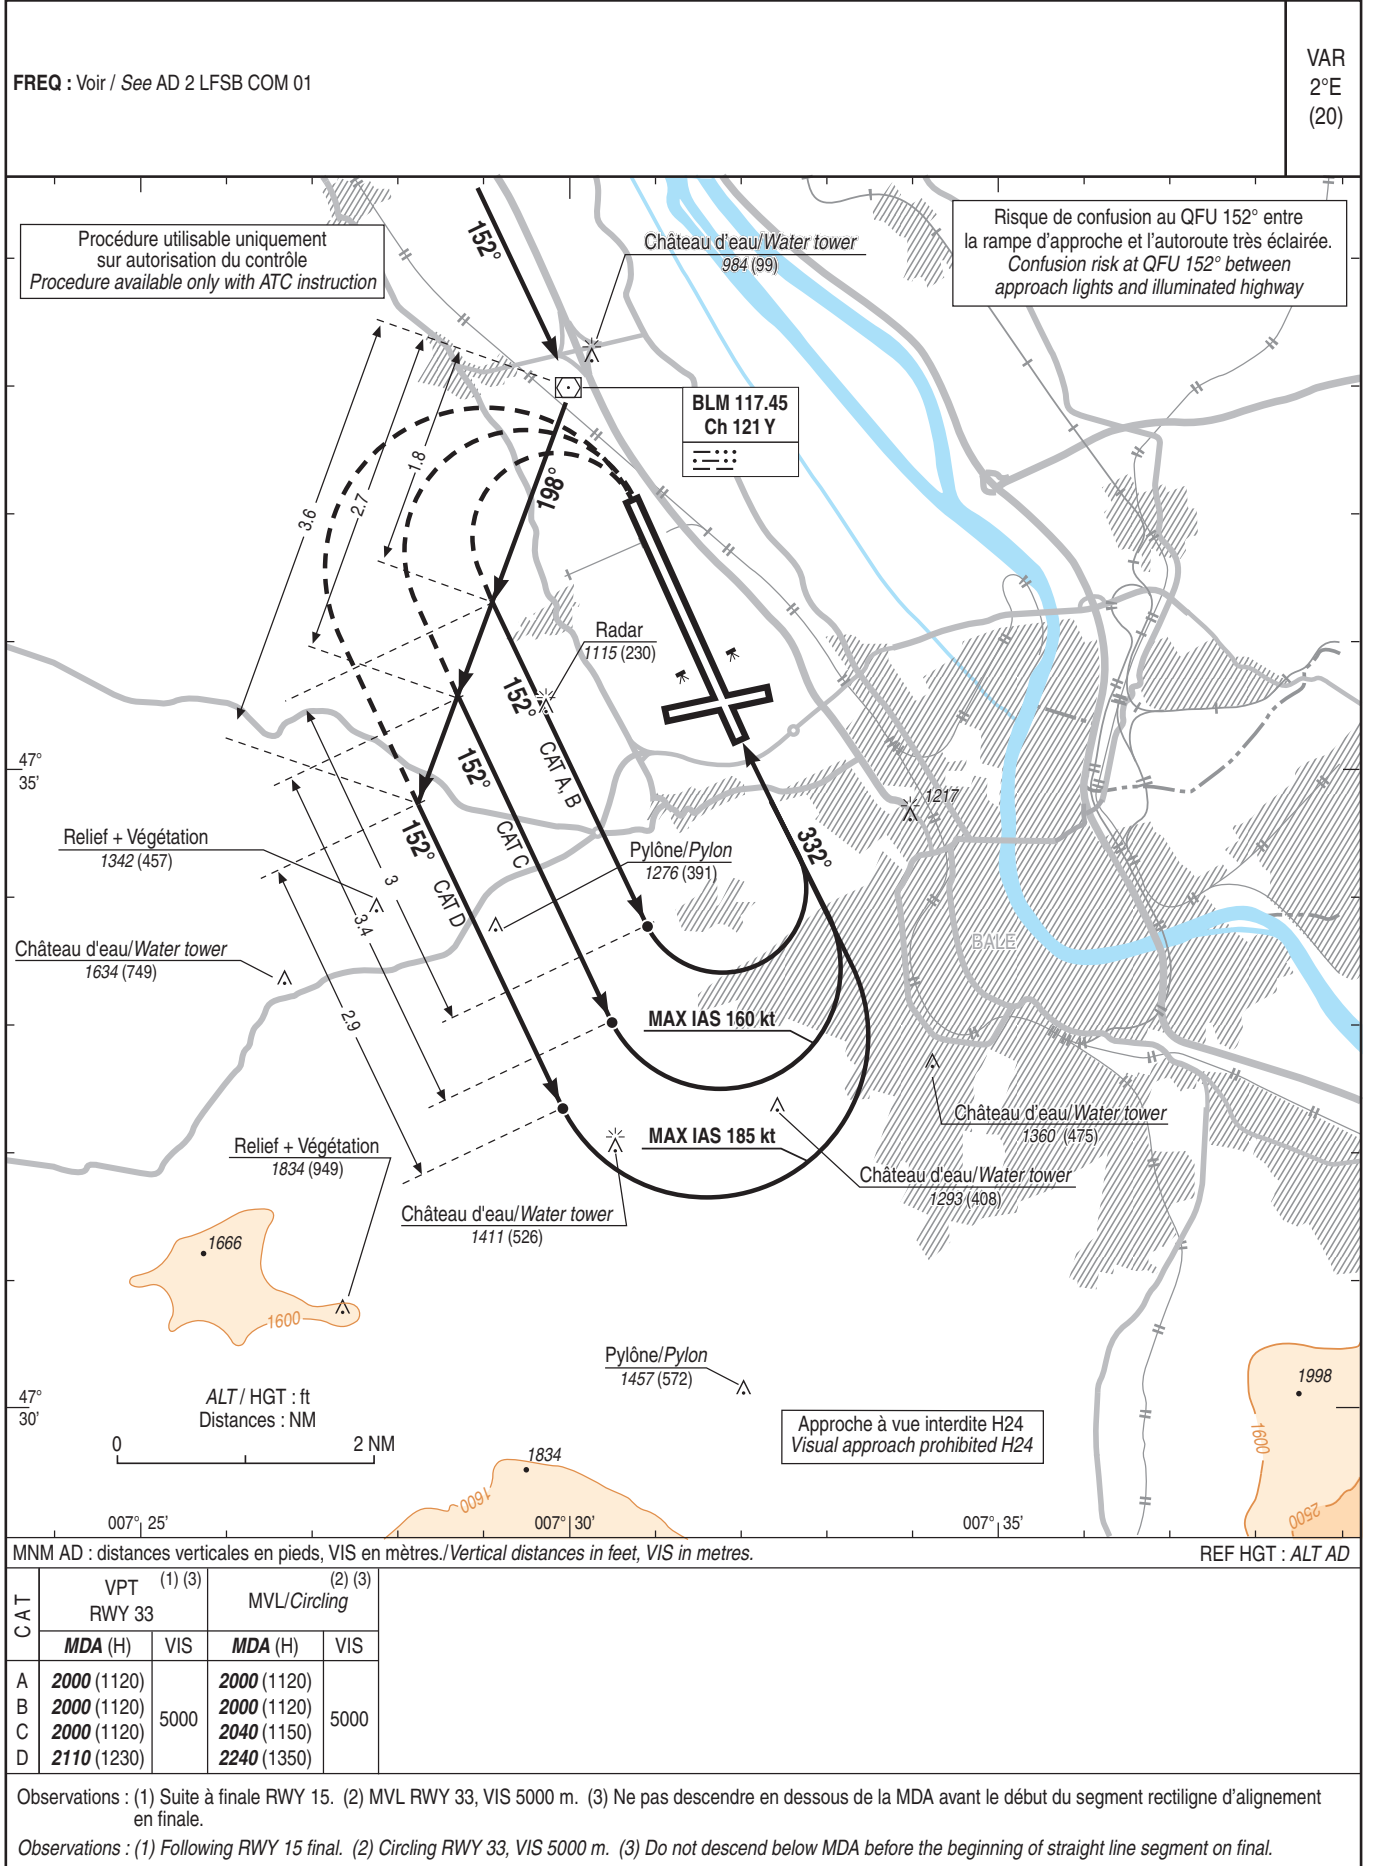 FREQ : Voir / See AD 2 LFSB COM 01
VAR
2°E
(20)
Procédure utilisable uniquement
sur autorisation du contrôle
Procedure available only with ATC instruction
152°
Château d'eau/Water tower
984 (99)
Risque de confusion au QFU 152° entre
la rampe d'approche et l'autoroute très éclairée.
Confusion risk at QFU 152° between
approach lights and illuminated highway
BLM 117.45
Ch 121 Y
1.8
2.7
3.6
198°
Radar
1115 (230)
152°
CAT A, B
152°
CAT C
152°
CAT D
47°
35'
1217
332°
Relief + Végétation
1342 (457)
Pylône/Pylon
1276 (391)
3
3.4
2.9
Château d'eau/Water tower
1634 (749)
BALE
MAX IAS 160 kt
MAX IAS 185 kt
Château d'eau/Water tower
1360 (475)
Relief + Végétation
1834 (949)
Château d'eau/Water tower
1293 (408)
Château d'eau/Water tower
1411 (526)
1666
1600
Pylône/Pylon
1457 (572)
1998
47°
30'
ALT / HGT : ft
Distances : NM
0
2 NM
Approche à vue interdite H24
Visual approach prohibited H24
1600
1834
1600
2500
007° 25'
007° 30'
007° 35'
MNM AD : distances verticales en pieds, VIS en mètres./Vertical distances in feet, VIS in metres.
REF HGT : ALT AD
CAT
VPT (1) (3)
RWY 33
MVL/Circling (2) (3)
MDA (H) VIS MDA (H) VIS
A 2000 (1120) 2000 (1120)
B 2000 (1120) 2000 (1120)
5000 5000
C 2000 (1120) 2040 (1150)
D 2110 (1230) 2240 (1350)
Observations : (1) Suite à finale RWY 15. (2) MVL RWY 33, VIS 5000 m. (3) Ne pas descendre en dessous de la MDA avant le début du segment rectiligne d'alignement
en finale.
Observations : (1) Following RWY 15 final. (2) Circling RWY 33, VIS 5000 m. (3) Do not descend below MDA before the beginning of straight line segment on final.